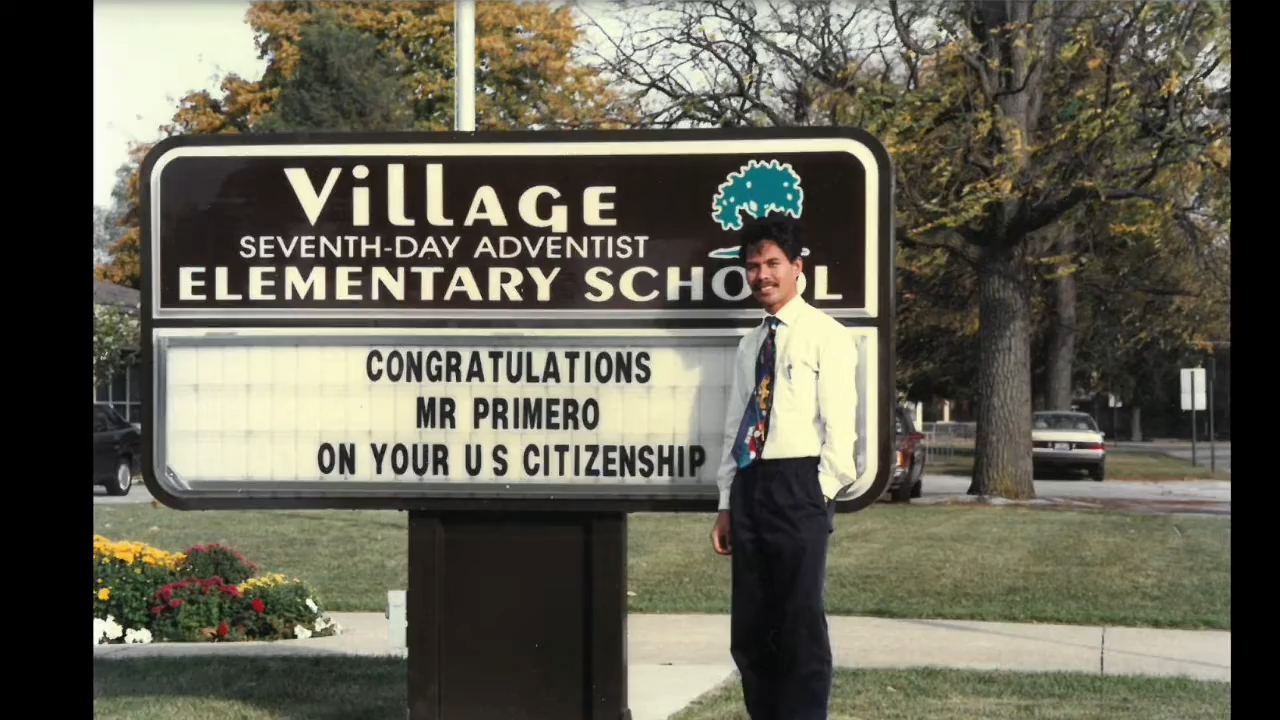 Village
SEVENTH-DAY ADVENTIST
ELEMENTARY SCHOOL
CONGRATULATIONS
MR PRIMERO
ON YOUR U S CITIZENSHIP